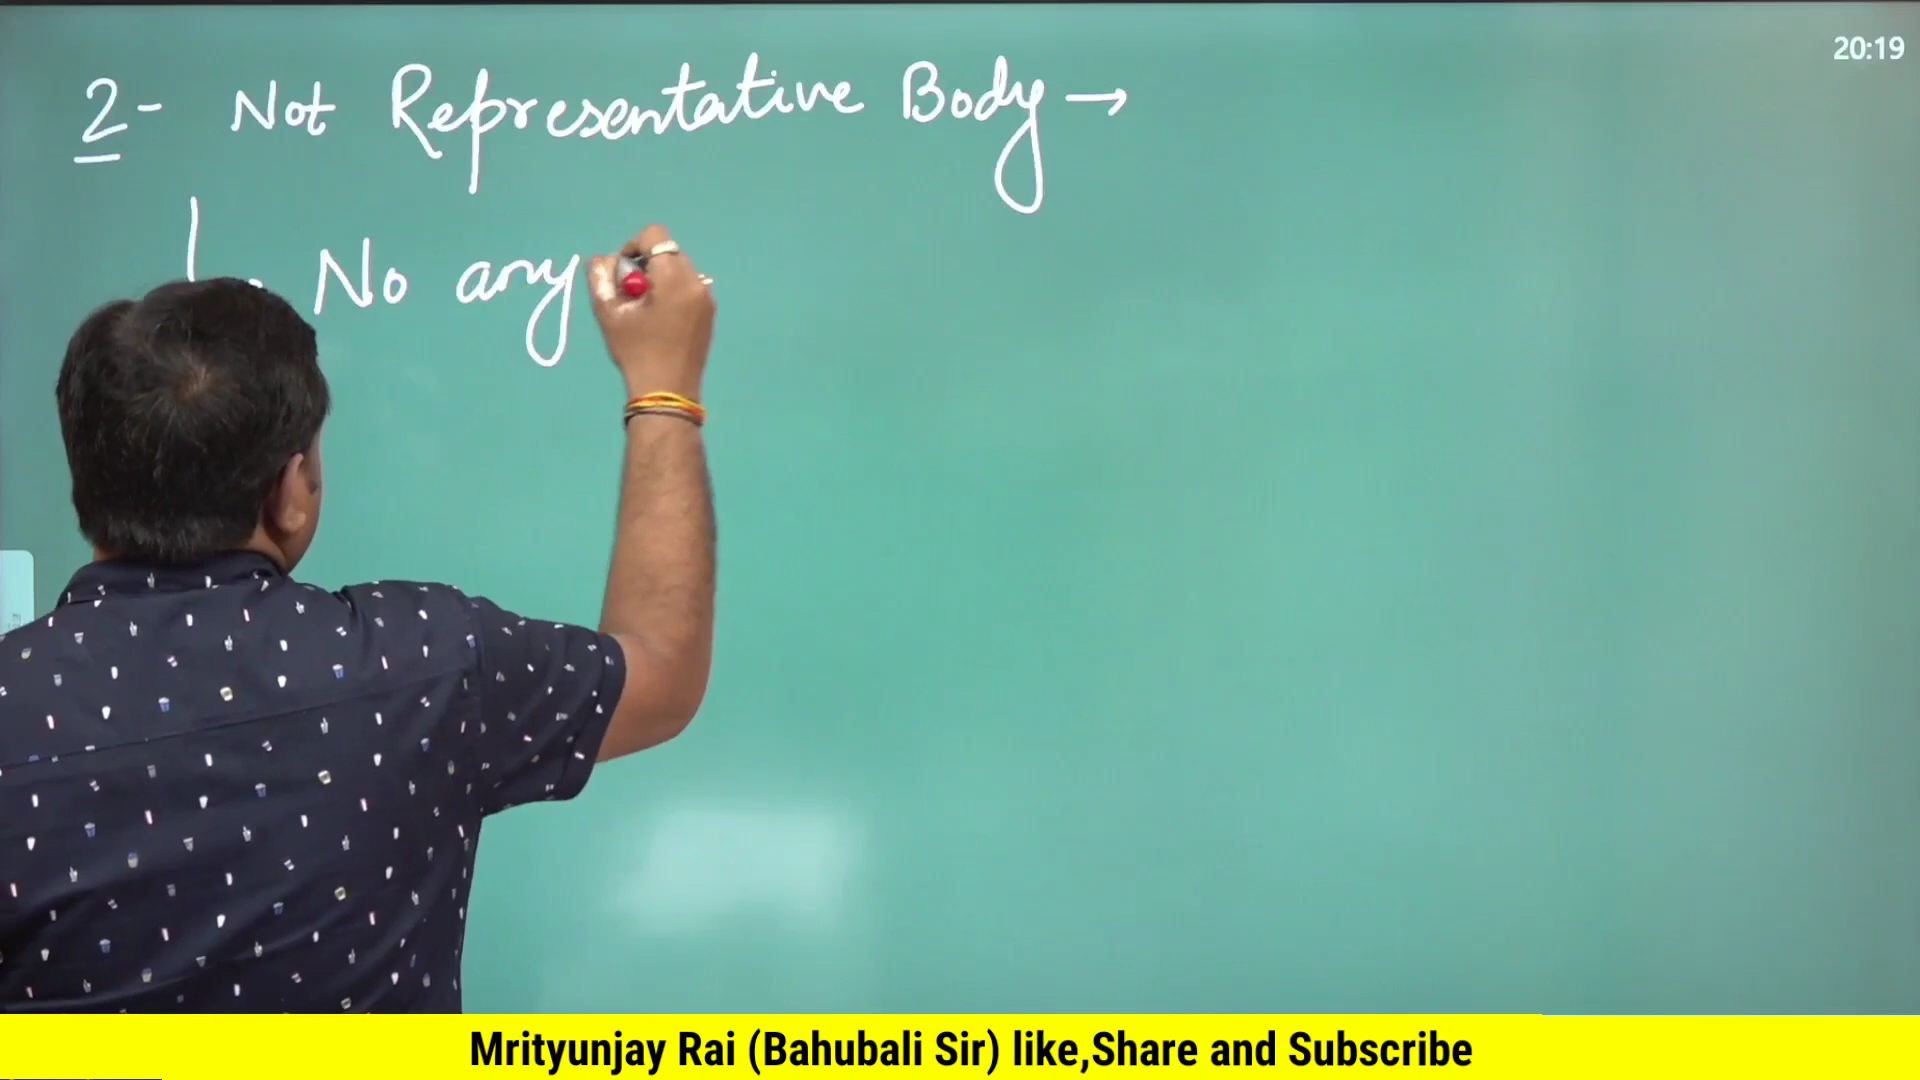 20:19
2- Not Representative Body →
No any
Mrityunjay Rai (Bahubali Sir) like,Share and Subscribe